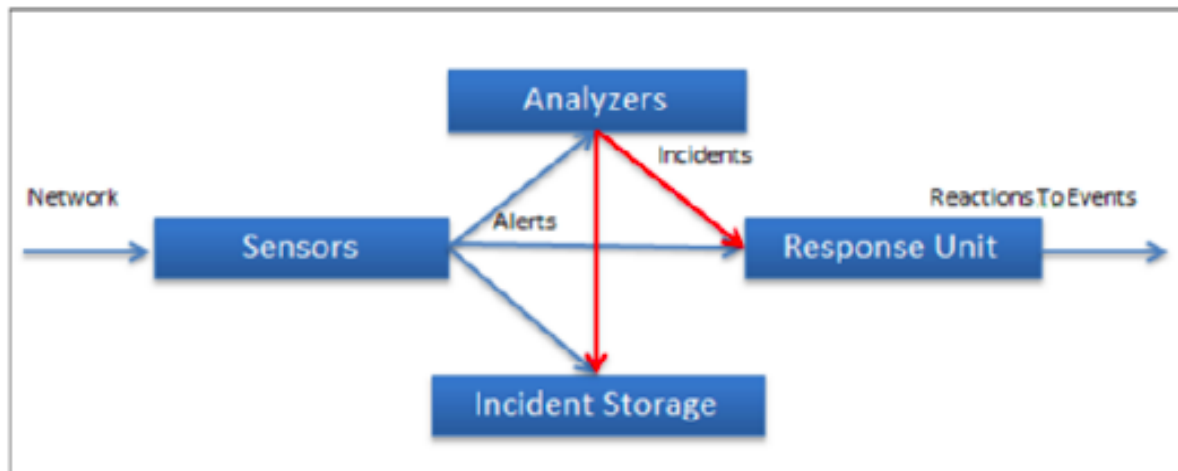 Analyzers
Incidents
Network
Reactions To Events
Alerts
Sensors
Response Unit
Incident Storage